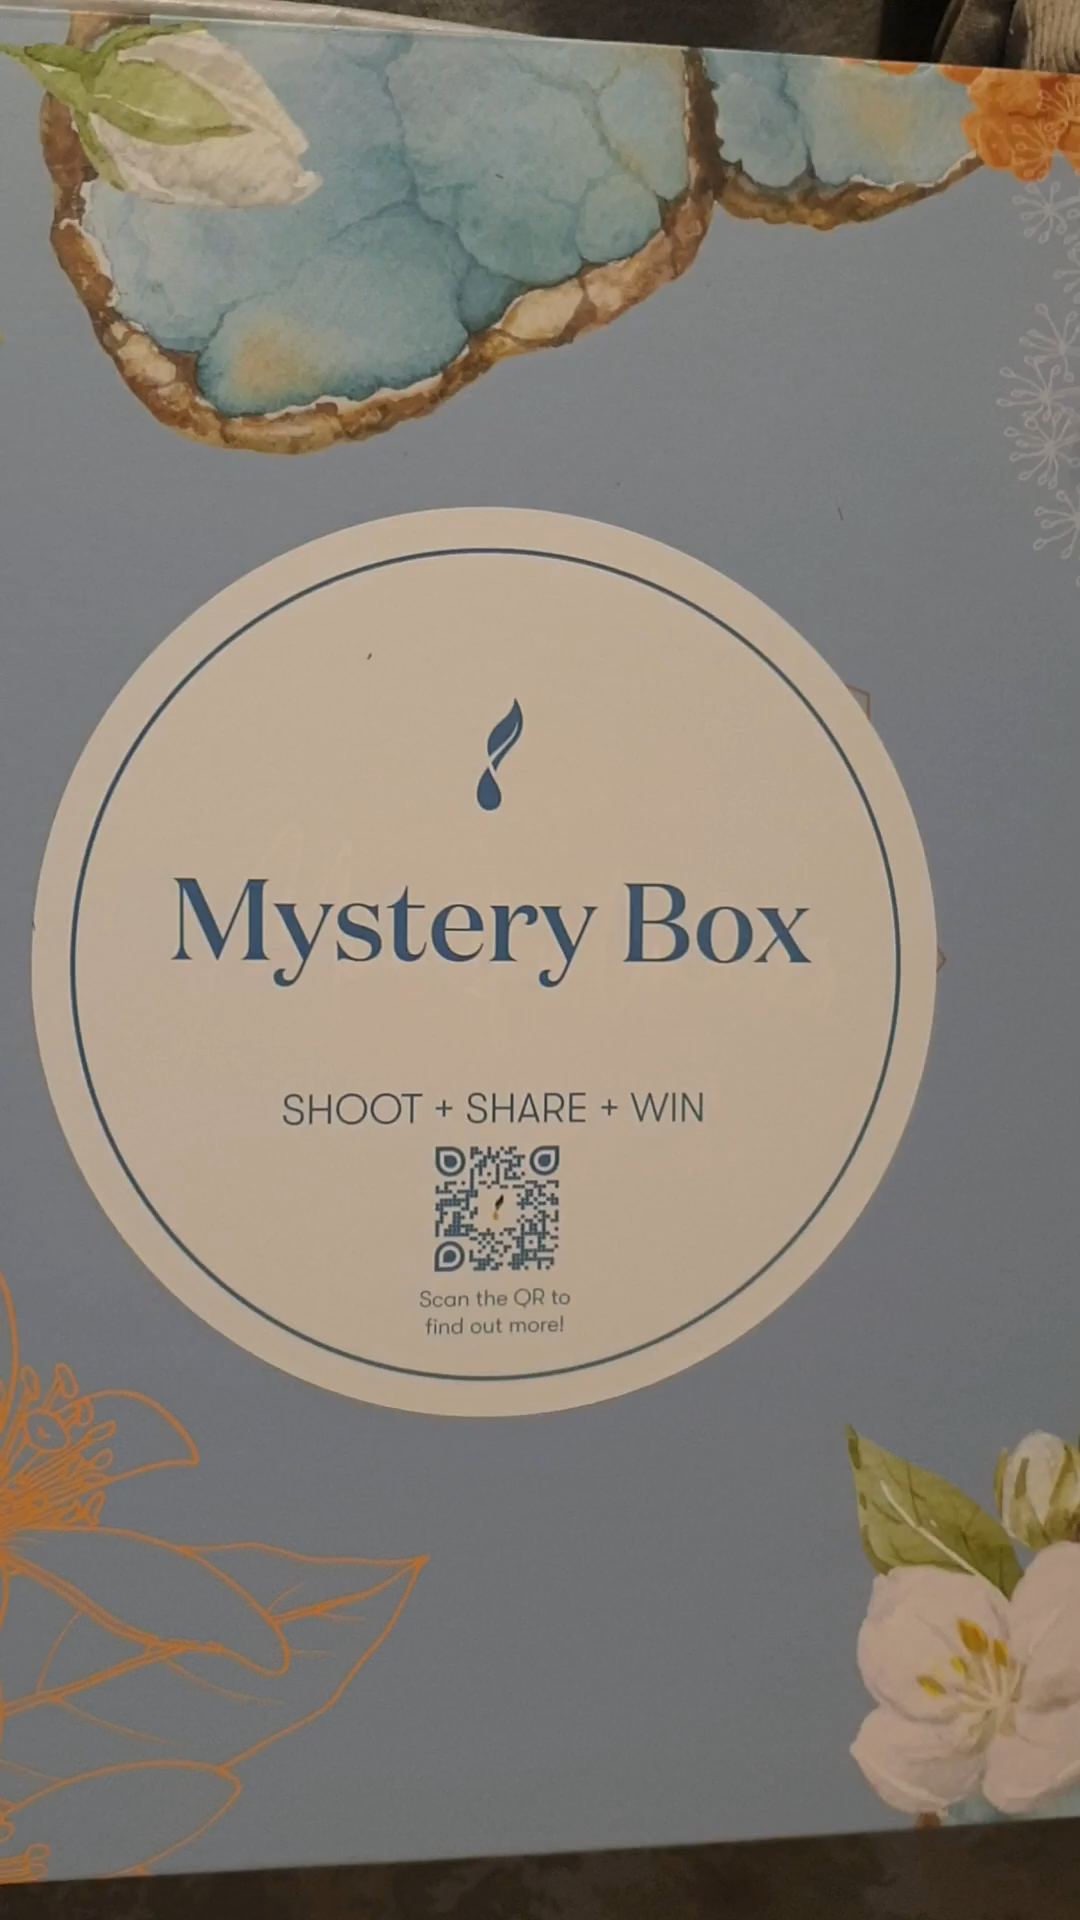 Mystery Box
SHOOT + SHARE + WIN
Scan the QR to
find out more!